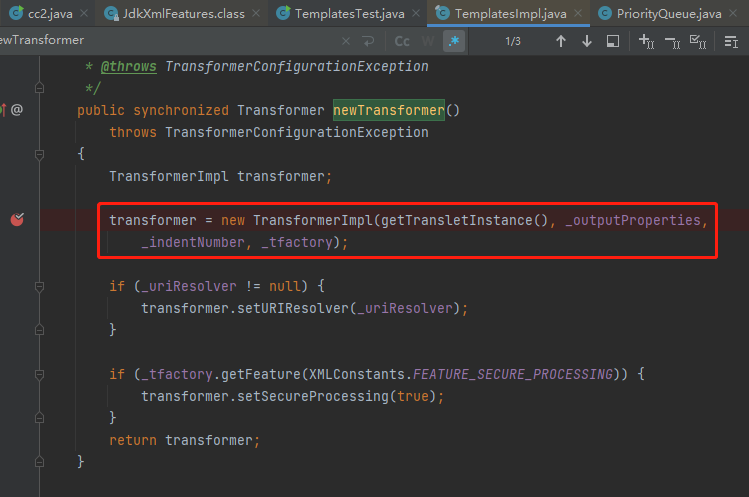 cc2.java JdkXmlFeatures.class TemplatesTest.java TemplatesImpl.java PriorityQueue.java
ewTransformer Cc W .* 1/3
* @throws TransformerConfigurationException
*/
public synchronized Transformer newTransformer()
throws TransformerConfigurationException
{
TransformerImpl transformer;
transformer = new TransformerImpl(getTransletInstance(), _outputProperties,
_indentNumber, _tfactory);
if (_uriResolver != null) {
transformer.setURIResolver(_uriResolver);
}
if (_tfactory.getFeature(XMLConstants.FEATURE_SECURE_PROCESSING)) {
transformer.setSecureProcessing(true);
}
return transformer;
}